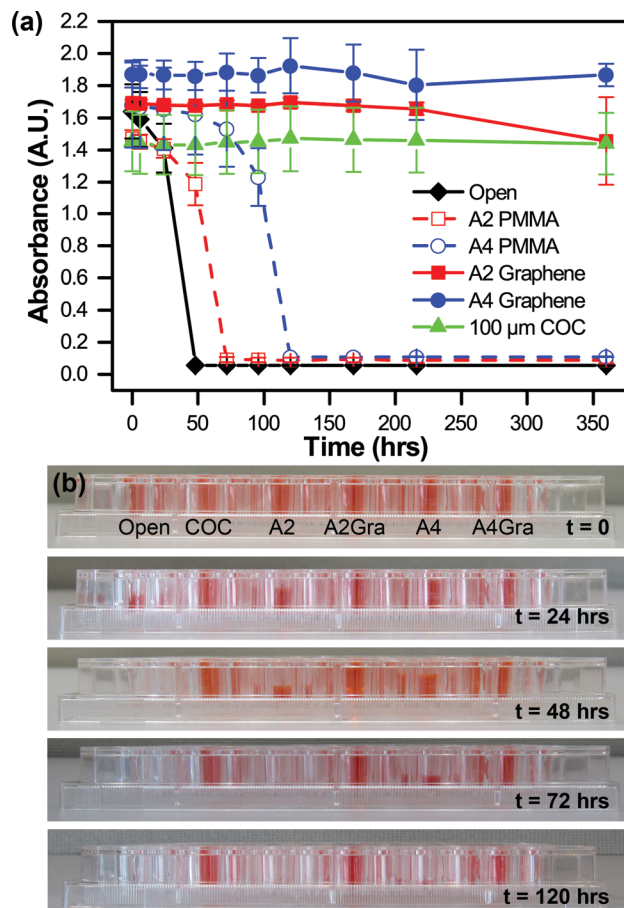 (a)
2.2
2.0
1.8
1.6
1.4
1.2
1.0
0.8
0.6
0.4
0.2
0.0
Absorbance (A.U.)
Open
A2 PMMA
A4 PMMA
A2 Graphene
A4 Graphene
100 µm COC
0 50 100 150 200 250 300 350
Time (hrs)
(b)
Open COC A2 A2Gra A4 A4Gra t = 0
t = 24 hrs
t = 48 hrs
t = 72 hrs
t = 120 hrs